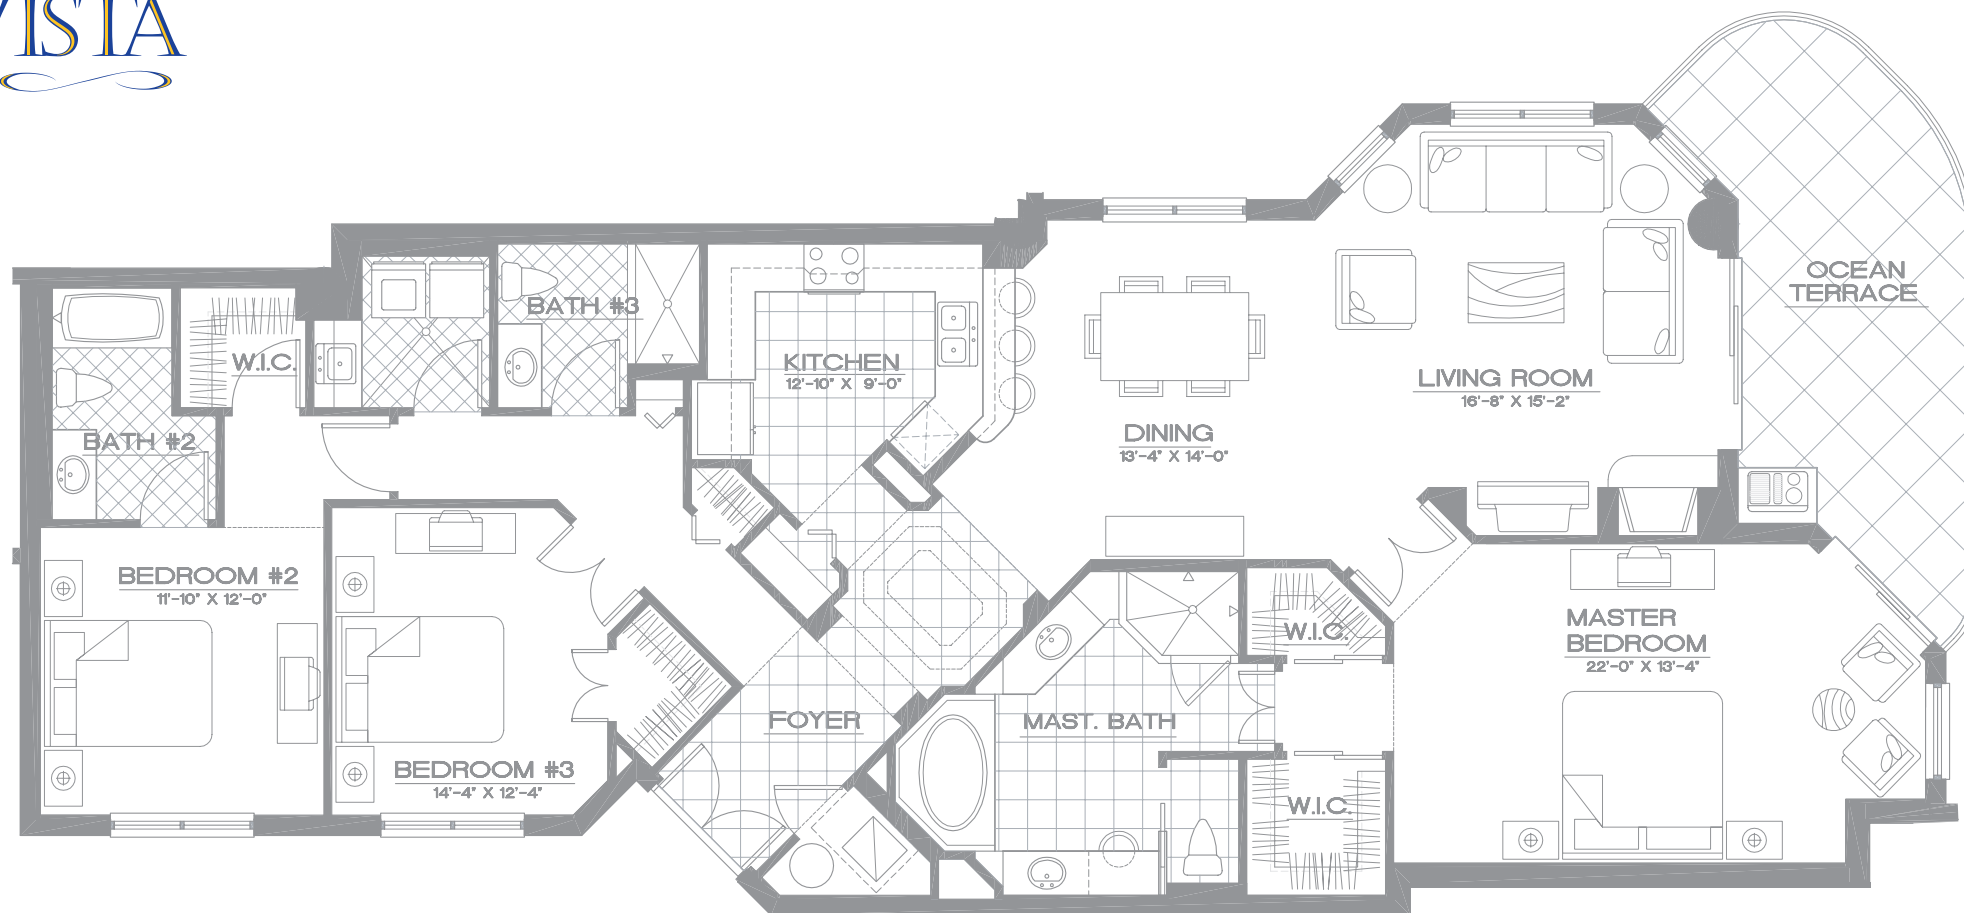 VISTA
OCEAN
TERRACE
BATH #3
W.I.C.
KITCHEN
12'-10" X 9'-0"
LIVING ROOM
16'-8" X 15'-2"
BATH #2
DINING
13'-4" X 14'-0"
BEDROOM #2
11'-10" X 12'-0"
MASTER
BEDROOM
22'-0" X 13'-4"
W.I.C.
FOYER
MAST. BATH
BEDROOM #3
14'-4" X 12'-4"
W.I.C.